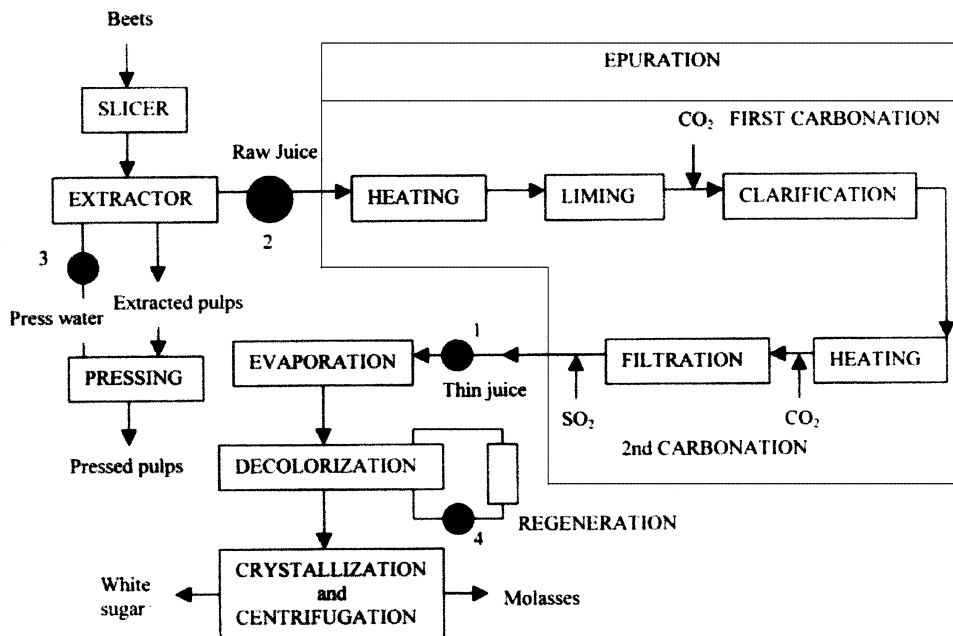 Beets
EPURATION
SLICER
CO₂ FIRST CARBONATION
Raw Juice
EXTRACTOR
HEATING
LIMING
CLARIFICATION
2
3
Press water
Extracted pulps
1
EVAPORATION
FILTRATION
HEATING
PRESSING
Thin juice
SO₂
CO₂
2nd CARBONATION
Pressed pulps
DECOLORIZATION
REGENERATION
4
CRYSTALLIZATION
and
CENTRIFUGATION
White
sugar
Molasses